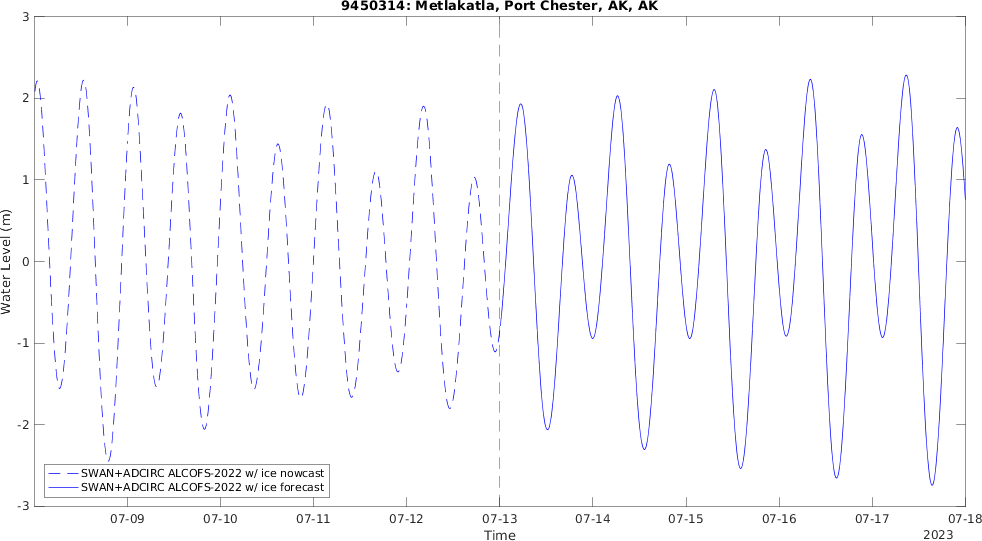 9450314: Metlakatla, Port Chester, AK, AK
3
2
1
0
-1
-2
-3
Water Level (m)
SWAN+ADCIRC ALCOFS-2022 w/ ice nowcast
SWAN+ADCIRC ALCOFS-2022 w/ ice forecast
07-09 07-10 07-11 07-12 07-13 07-14 07-15 07-16 07-17 07-18
Time
2023